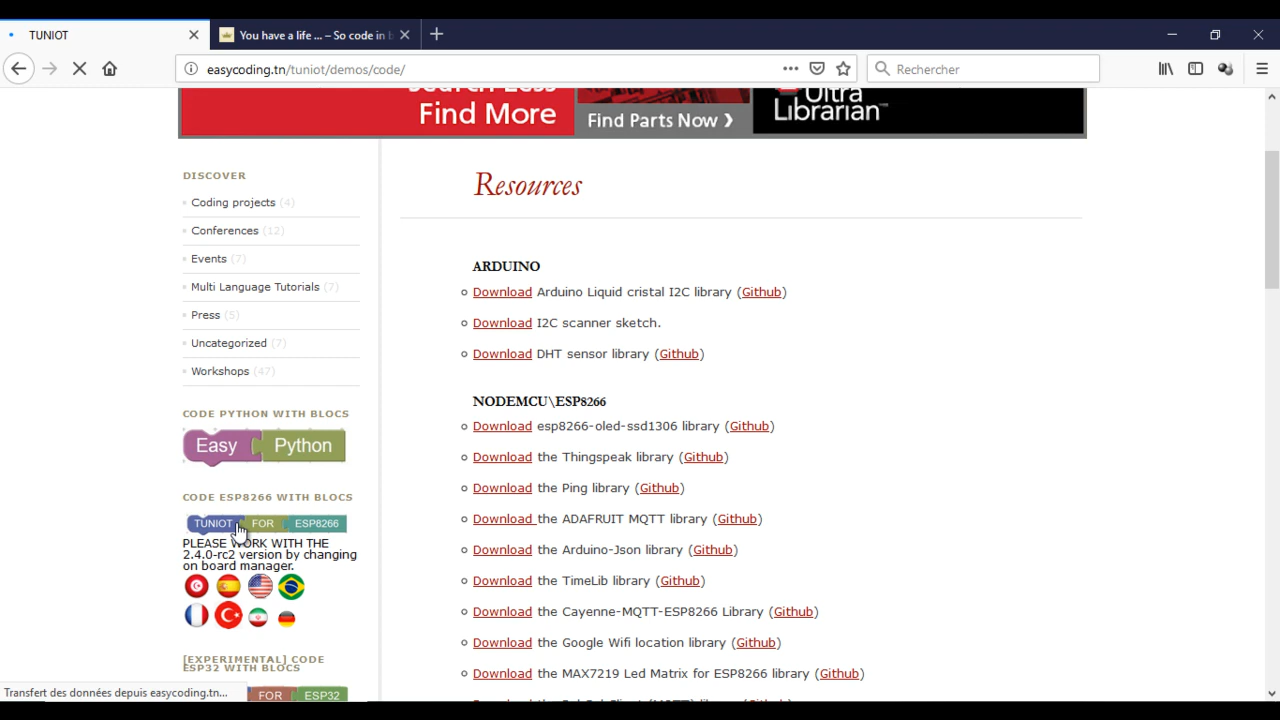 TUNIOT
You have a life ... – So code in b
easycoding.tn/tuniot/demos/code/
Rechercher
Search Less
Find More
Find Parts Now ❯
Ultra
Librarian™
DISCOVER
Coding projects (4)
Conferences (12)
Events (7)
Multi Language Tutorials (7)
Press (5)
Uncategorized (7)
Workshops (47)
CODE PYTHON WITH BLOCS
Easy Python
CODE ESP8266 WITH BLOCS
TUNIOT FOR ESP8266
PLEASE WORK WITH THE
2.4.0-rc2 version by changing
on board manager.
[EXPERIMENTAL] CODE
ESP32 WITH BLOCS
FOR ESP32
Transfert des données depuis easycoding.tn...
Resources
ARDUINO
Download Arduino Liquid cristal I2C library (Github)
Download I2C scanner sketch.
Download DHT sensor library (Github)
NODEMCU\ESP8266
Download esp8266-oled-ssd1306 library (Github)
Download the Thingspeak library (Github)
Download the Ping library (Github)
Download the ADAFRUIT MQTT library (Github)
Download the Arduino-Json library (Github)
Download the TimeLib library (Github)
Download the Cayenne-MQTT-ESP8266 Library (Github)
Download the Google Wifi location library (Github)
Download the MAX7219 Led Matrix for ESP8266 library (Github)